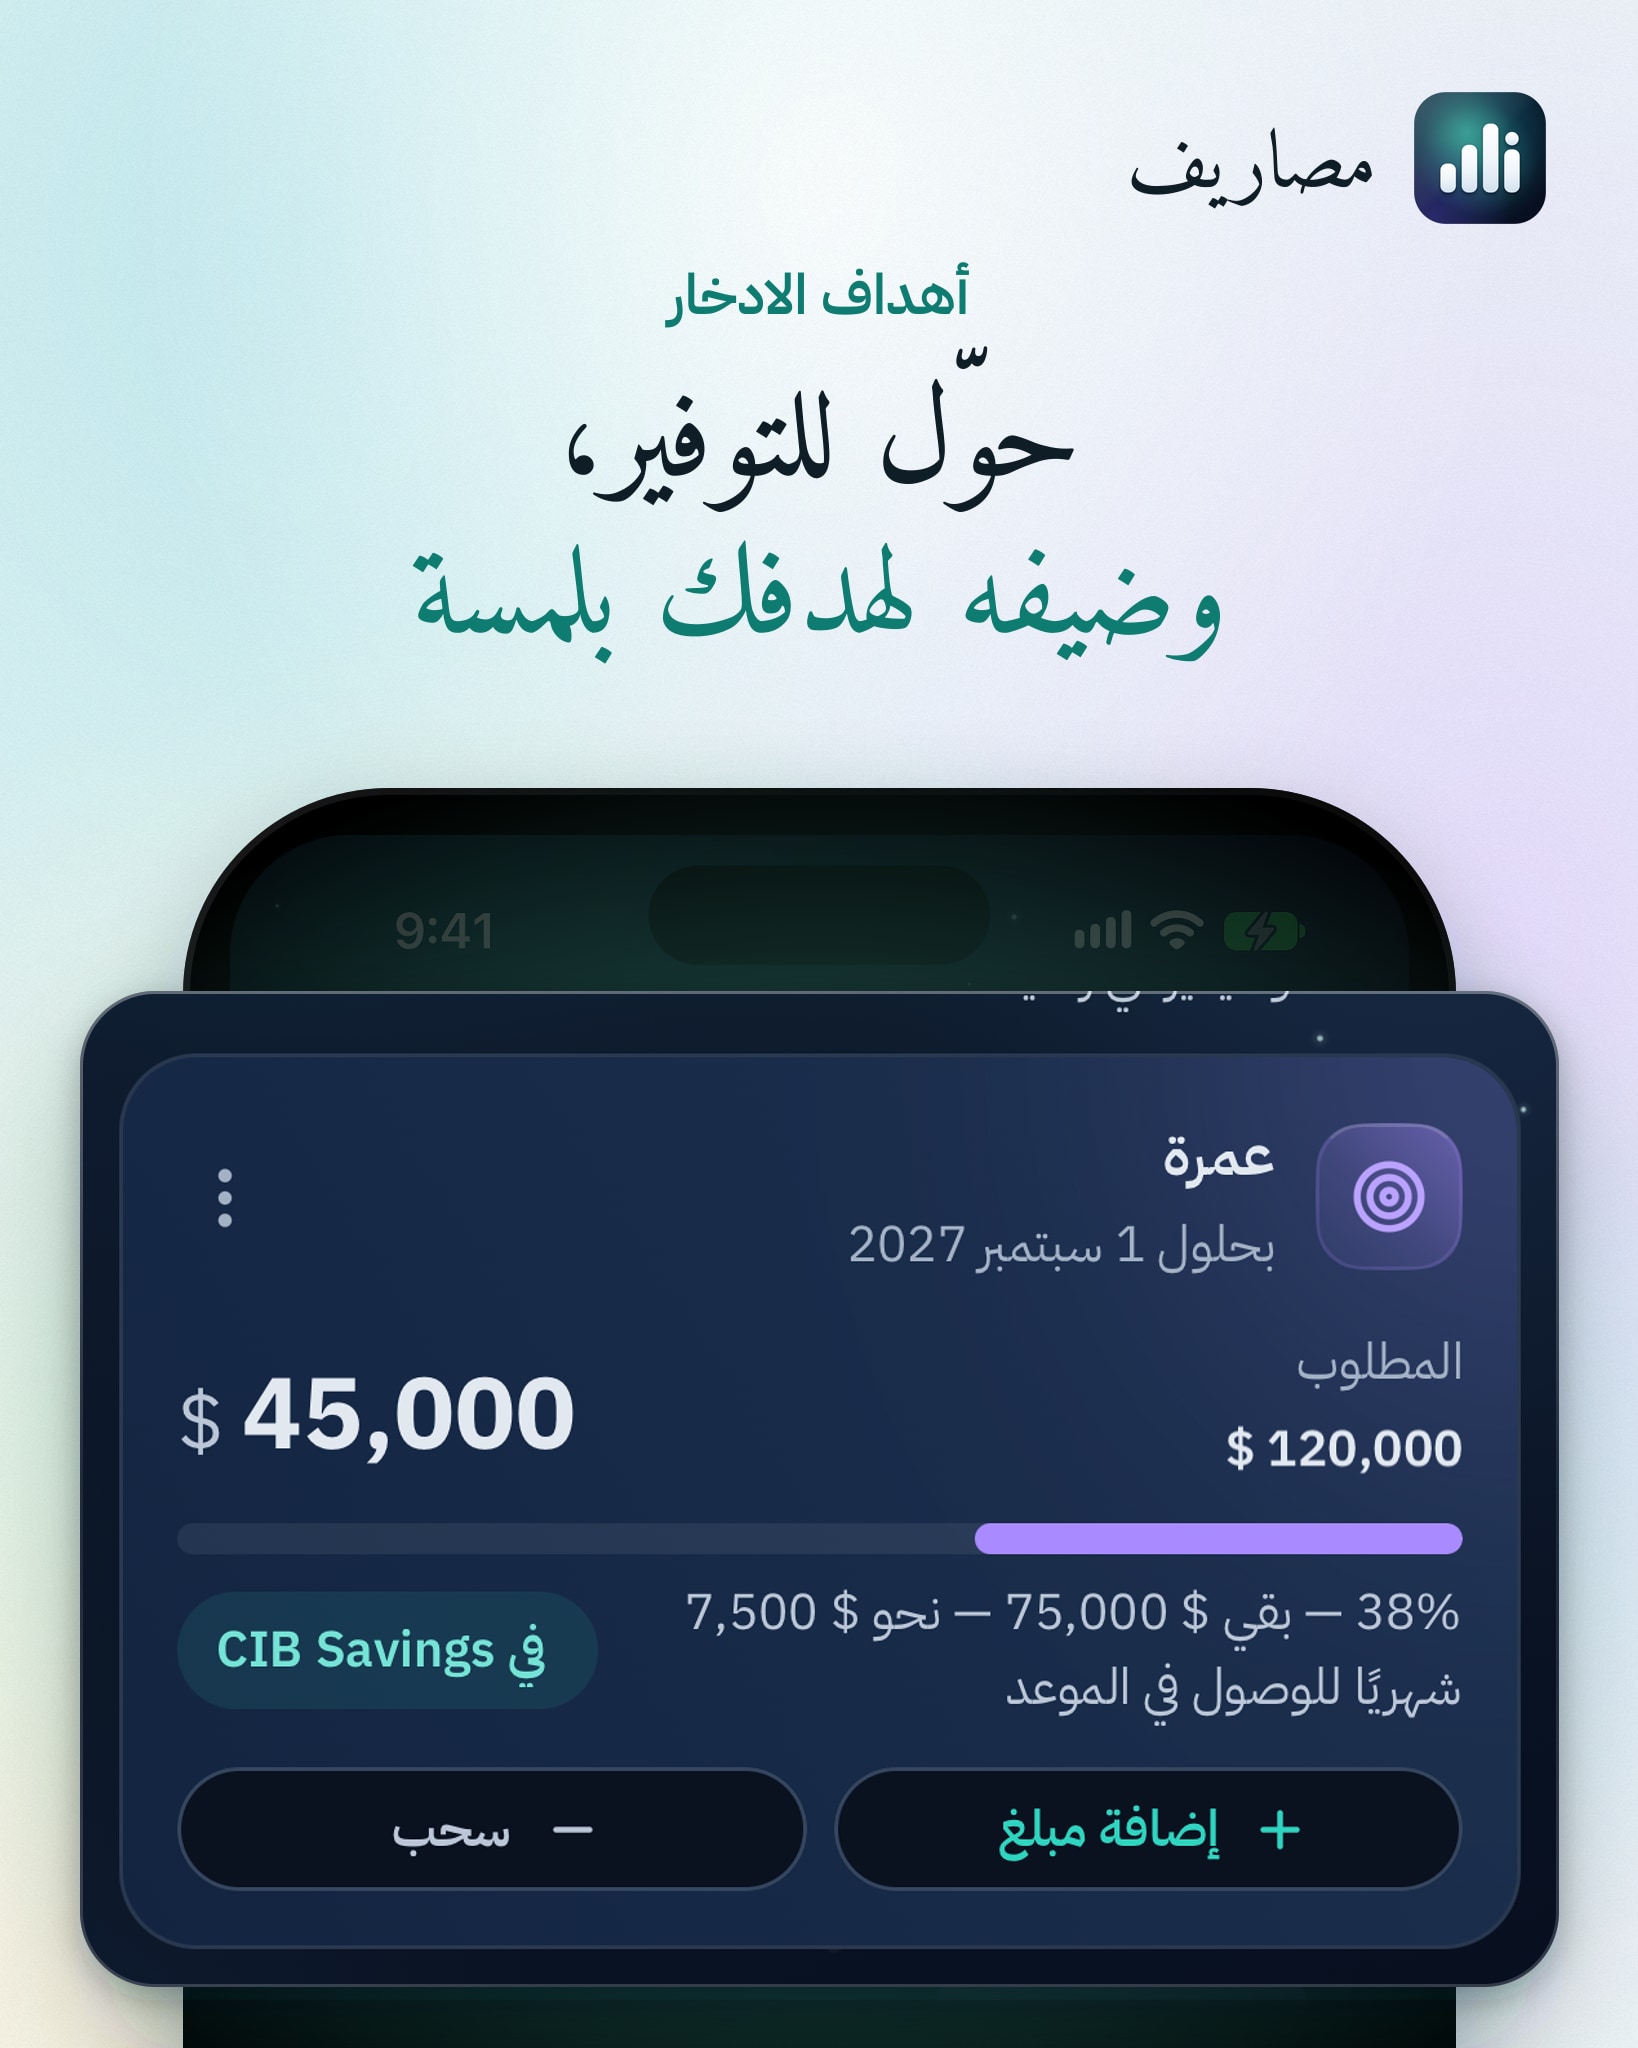 مصاريف
أهداف الادخار
حوّل للتوفير،
وضيفه لهدفك بلمسة
9:41
عمرة
بحلول 1 سبتمبر 2027
المطلوب
$ 120,000
$ 45,000
38% — بقي $ 75,000 — نحو $ 7,500
شهريًا للوصول في الموعد
في CIB Savings
+ إضافة مبلغ
— سحب